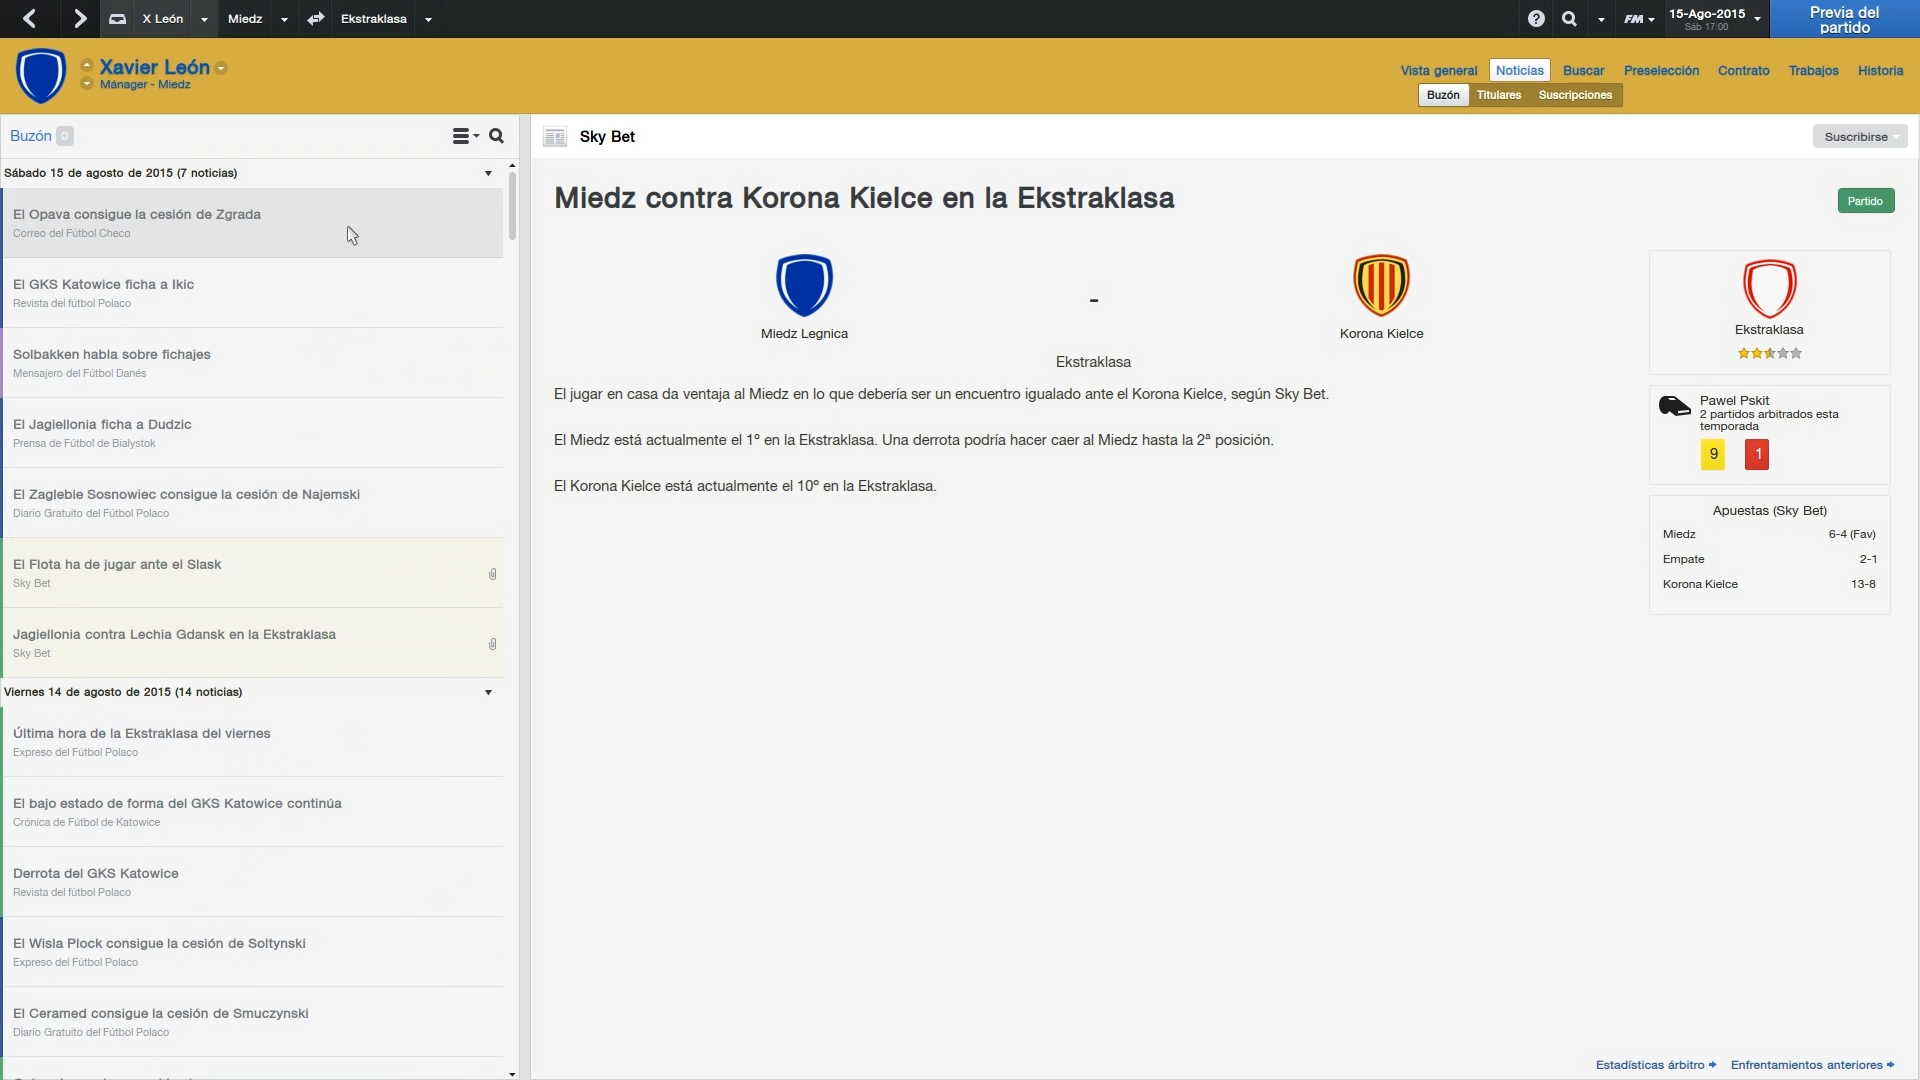 X León
Miedz
Ekstraklasa
FM
15-Ago-2015
Sáb 17:00
Previa del
partido
Xavier León
Mánager - Miedz
Vista general
Noticias
Buscar
Preselección
Contrato
Trabajos
Historia
Buzón
Titulares
Suscripciones
Buzón 0
Sábado 15 de agosto de 2015 (7 noticias)
El Opava consigue la cesión de Zgrada
Correo del Fútbol Checo
El GKS Katowice ficha a Ikic
Revista del fútbol Polaco
Solbakken habla sobre fichajes
Mensajero del Fútbol Danés
El Jagiellonia ficha a Dudzic
Prensa de Fútbol de Bialystok
El Zaglebie Sosnowiec consigue la cesión de Najemski
Diario Gratuito del Fútbol Polaco
El Flota ha de jugar ante el Slask
Sky Bet
Jagiellonia contra Lechia Gdansk en la Ekstraklasa
Sky Bet
Viernes 14 de agosto de 2015 (14 noticias)
Última hora de la Ekstraklasa del viernes
Expreso del Fútbol Polaco
El bajo estado de forma del GKS Katowice continúa
Crónica de Fútbol de Katowice
Derrota del GKS Katowice
Revista del fútbol Polaco
El Wisla Plock consigue la cesión de Soltynski
Expreso del Fútbol Polaco
El Ceramed consigue la cesión de Smuczynski
Diario Gratuito del Fútbol Polaco
Sky Bet
Suscribirse
Miedz contra Korona Kielce en la Ekstraklasa
Partido
Miedz Legnica
-
Korona Kielce
Ekstraklasa
El jugar en casa da ventaja al Miedz en lo que debería ser un encuentro igualado ante el Korona Kielce, según Sky Bet.
El Miedz está actualmente el 1º en la Ekstraklasa. Una derrota podría hacer caer al Miedz hasta la 2ª posición.
El Korona Kielce está actualmente el 10º en la Ekstraklasa.
Ekstraklasa
Pawel Pskit
2 partidos arbitrados esta
temporada
9 1
Apuestas (Sky Bet)
Miedz 6-4 (Fav)
Empate 2-1
Korona Kielce 13-8
Estadísticas árbitro
Enfrentamientos anteriores